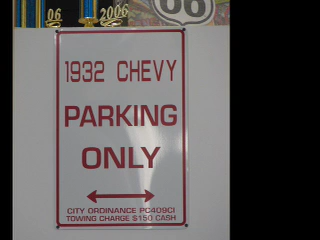 06
2006
66
1932 CHEVY
PARKING
ONLY
CITY ORDINANCE PC409CI
TOWING CHARGE $150 CASH